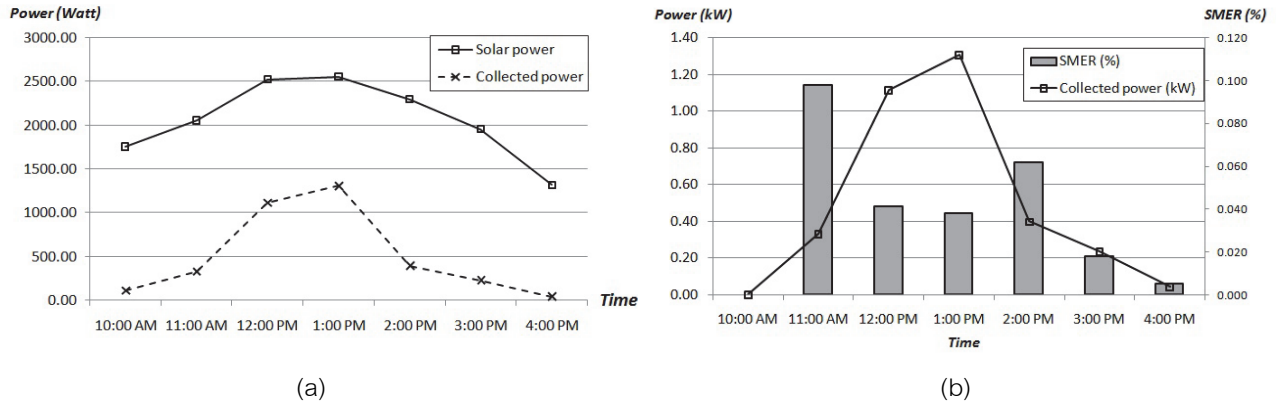 Power (Watt)
3000.00
2500.00
2000.00
1500.00
1000.00
500.00
0.00
Solar power
Collected power
10:00 AM 11:00 AM 12:00 PM 1:00 PM 2:00 PM 3:00 PM 4:00 PM
Time
(a)
Power (kW)
SMER (%)
1.40
1.20
1.00
0.80
0.60
0.40
0.20
0.00
SMER (%)
Collected power (kW)
0.120
0.100
0.080
0.060
0.040
0.020
0.000
10:00 AM 11:00 AM 12:00 PM 1:00 PM 2:00 PM 3:00 PM 4:00 PM
Time
(b)